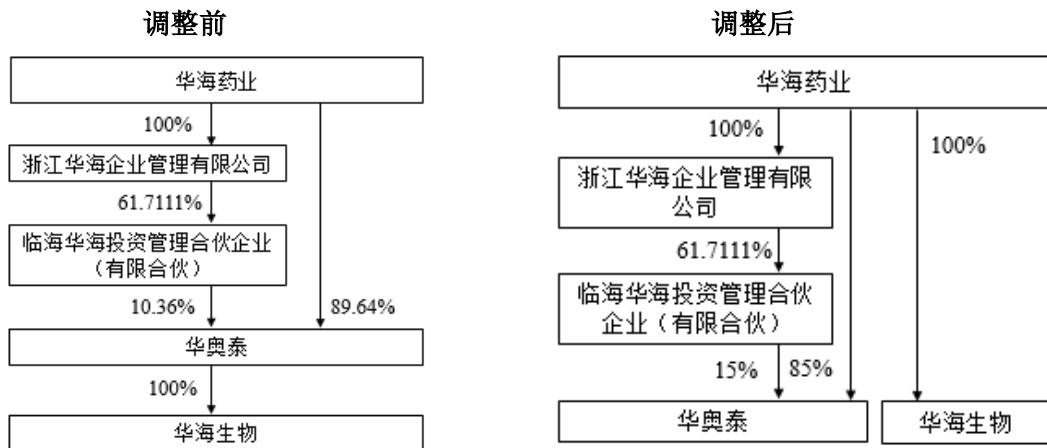 调整前
华海药业
100%
浙江华海企业管理有限公司
61.7111%
临海华海投资管理合伙企业
（有限合伙）
10.36%
89.64%
华奥泰
100%
华海生物
调整后
华海药业
100%
100%
浙江华海企业管理有限
公司
61.7111%
临海华海投资管理合伙
企业（有限合伙）
15%
85%
华奥泰
华海生物